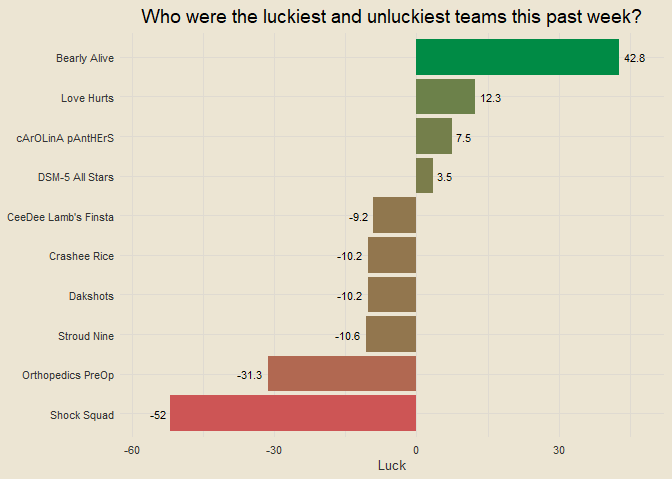 Who were the luckiest and unluckiest teams this past week?
Bearly Alive 42.8
Love Hurts 12.3
cArOLinA pAntHErS 7.5
DSM-5 All Stars 3.5
CeeDee Lamb's Finsta -9.2
Crashee Rice -10.2
Dakshots -10.2
Stroud Nine -10.6
Orthopedics PreOp -31.3
Shock Squad -52
-60 -30 0 30
Luck